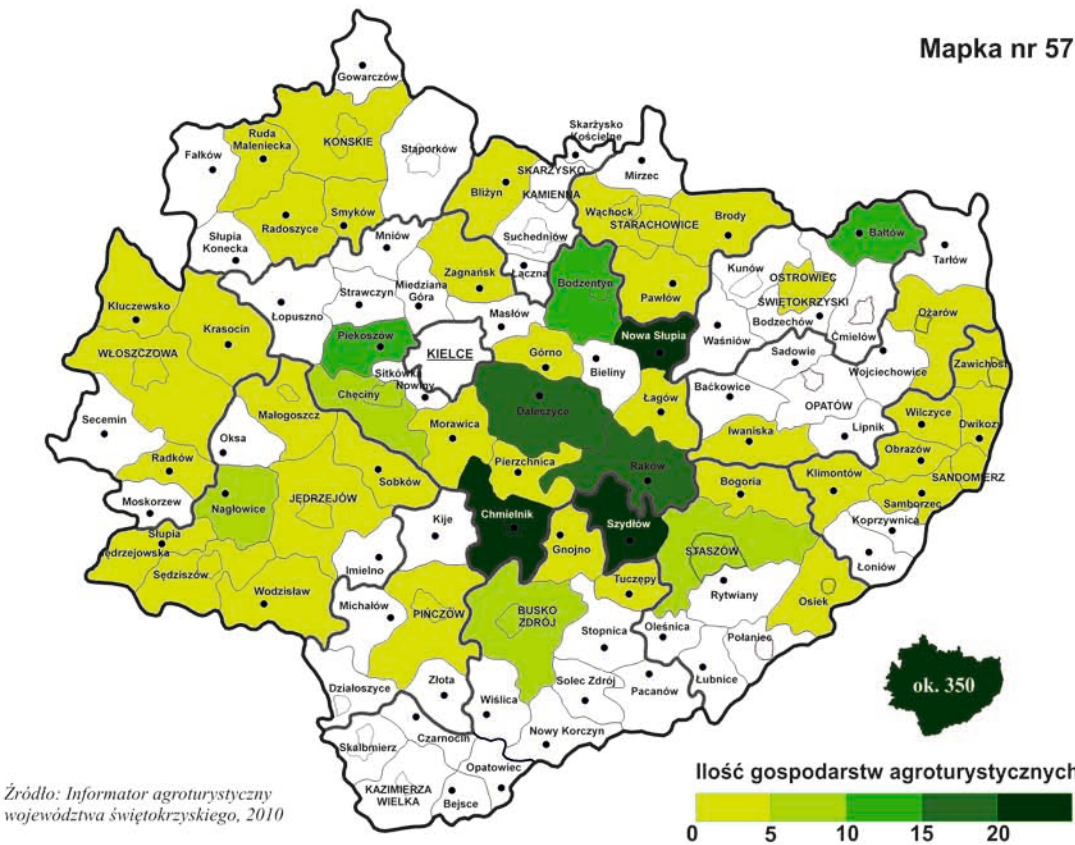 Mapka nr 57
Gowarczów
Ruda
Maleniecka
KOŃSKIE
Fałków
Stąporków
Skarżysko
Kościelne
SKARŻYSKO
KAMIENNA
Mirzec
Bliżyn
Radoszyce
Smyków
Wąchock
STARACHOWICE
Brody
Słupia
Konecka
Mniów
Suchedniów
Bałtów
Tarłów
Łączna
Zagnańsk
Bodzentyn
Pawłów
Kunów
OSTROWIEC
ŚWIĘTOKRZYSKI
Bodzechów
Ćmielów
Ożarów
Kluczewsko
Krasocin
Łopuszno
Strawczyn
Miedziana
Góra
Masłów
Nowa Słupia
Waśniów
Sadowie
Wojciechowice
Zawichost
WŁOSZCZOWA
Piekoszów
KIELCE
Sitkówka
Nowiny
Górno
Bieliny
Łagów
Baćkowice
OPATÓW
Lipnik
Wilczyce
Dwikozy
Chęciny
Małogoszcz
Daleszyce
Morawica
Iwaniska
Obrazów
SANDOMIERZ
Secemin
Oksa
Radków
Pierzchnica
Raków
Bogoria
Klimontów
Samborzec
Moskorzew
Nagłowice
JĘDRZEJÓW
Sobków
Kije
Chmielnik
Szydłów
Koprzywnica
Łoniów
Słupia
Jędrzejowska
Sędziszów
Imielno
Gnojno
STASZÓW
Tuczępy
Rytwiany
Osiek
Wodzisław
Michałów
PIŃCZÓW
BUSKO
ZDRÓJ
Stopnica
Oleśnica
Połaniec
Łubnice
Działoszyce
Złota
Wiślica
Solec Zdrój
Pacanów
ok. 350
Czarnocin
Nowy Korczyn
Skalbmierz
KAZIMIERZA
WIELKA
Opatowiec
Bejsce
Źródło: Informator agroturystyczny
województwa świętokrzyskiego, 2010
Ilość gospodarstw agroturystycznych
0 5 10 15 20